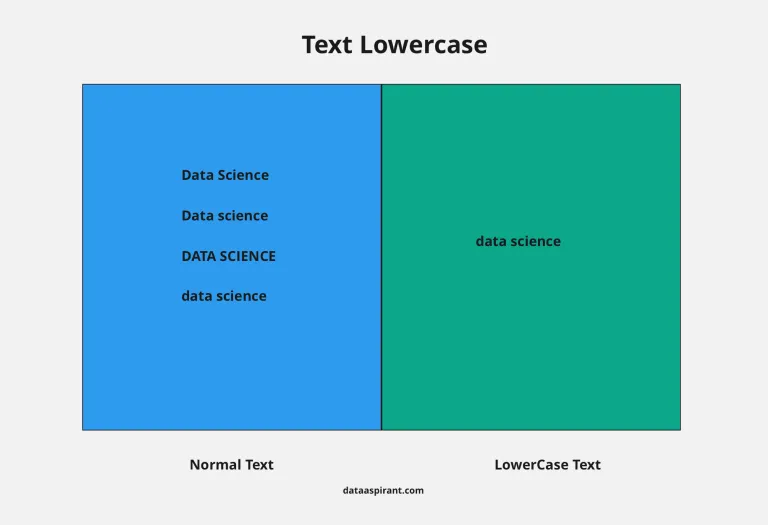 Text Lowercase
Data Science
Data science
DATA SCIENCE
data science
data science
Normal Text
LowerCase Text
dataaspirant.com